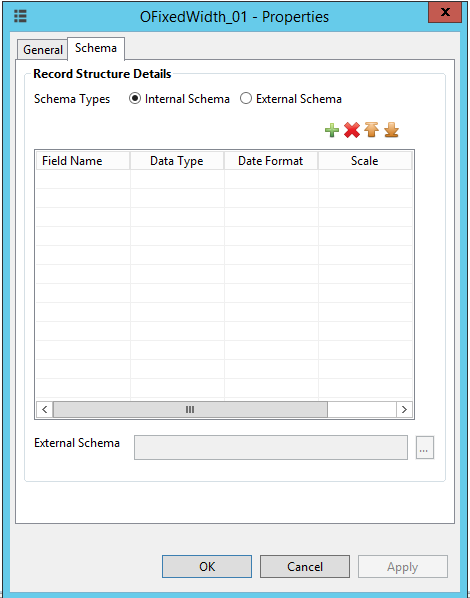 OFixedWidth_01 - Properties
x
General Schema
Record Structure Details
Schema Types Internal Schema External Schema
Field Name Data Type Date Format Scale
External Schema ...
OK Cancel Apply